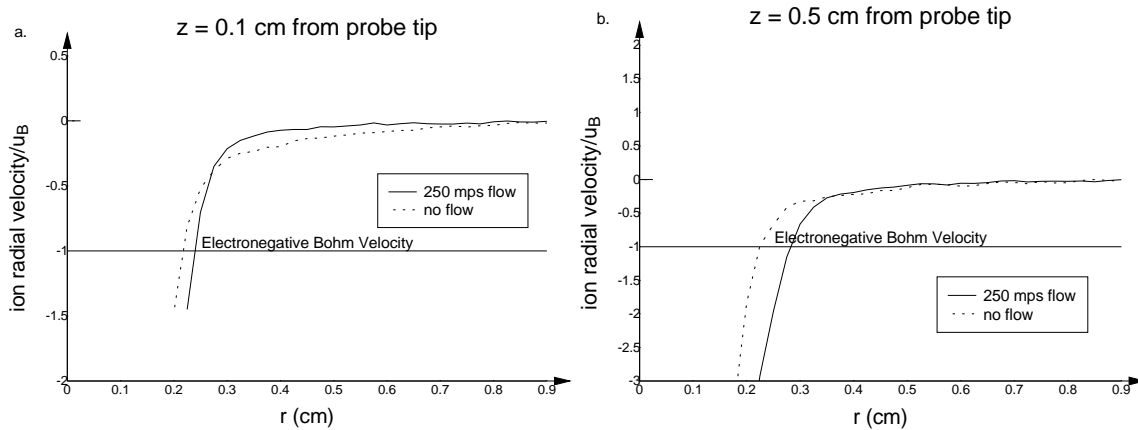 a.
z = 0.1 cm from probe tip
0.5
0
-0.5
-1
-1.5
-2
ion radial velocity/uB
250 mps flow
no flow
Electronegative Bohm Velocity
0 0.1 0.2 0.3 0.4 0.5 0.6 0.7 0.8 0.9
r (cm)
b.
z = 0.5 cm from probe tip
2
1.5
1
0.5
0
-0.5
-1
-1.5
-2
-2.5
-3
ion radial velocity/uB
Electronegative Bohm Velocity
250 mps flow
no flow
0 0.1 0.2 0.3 0.4 0.5 0.6 0.7 0.8 0.9
r (cm)